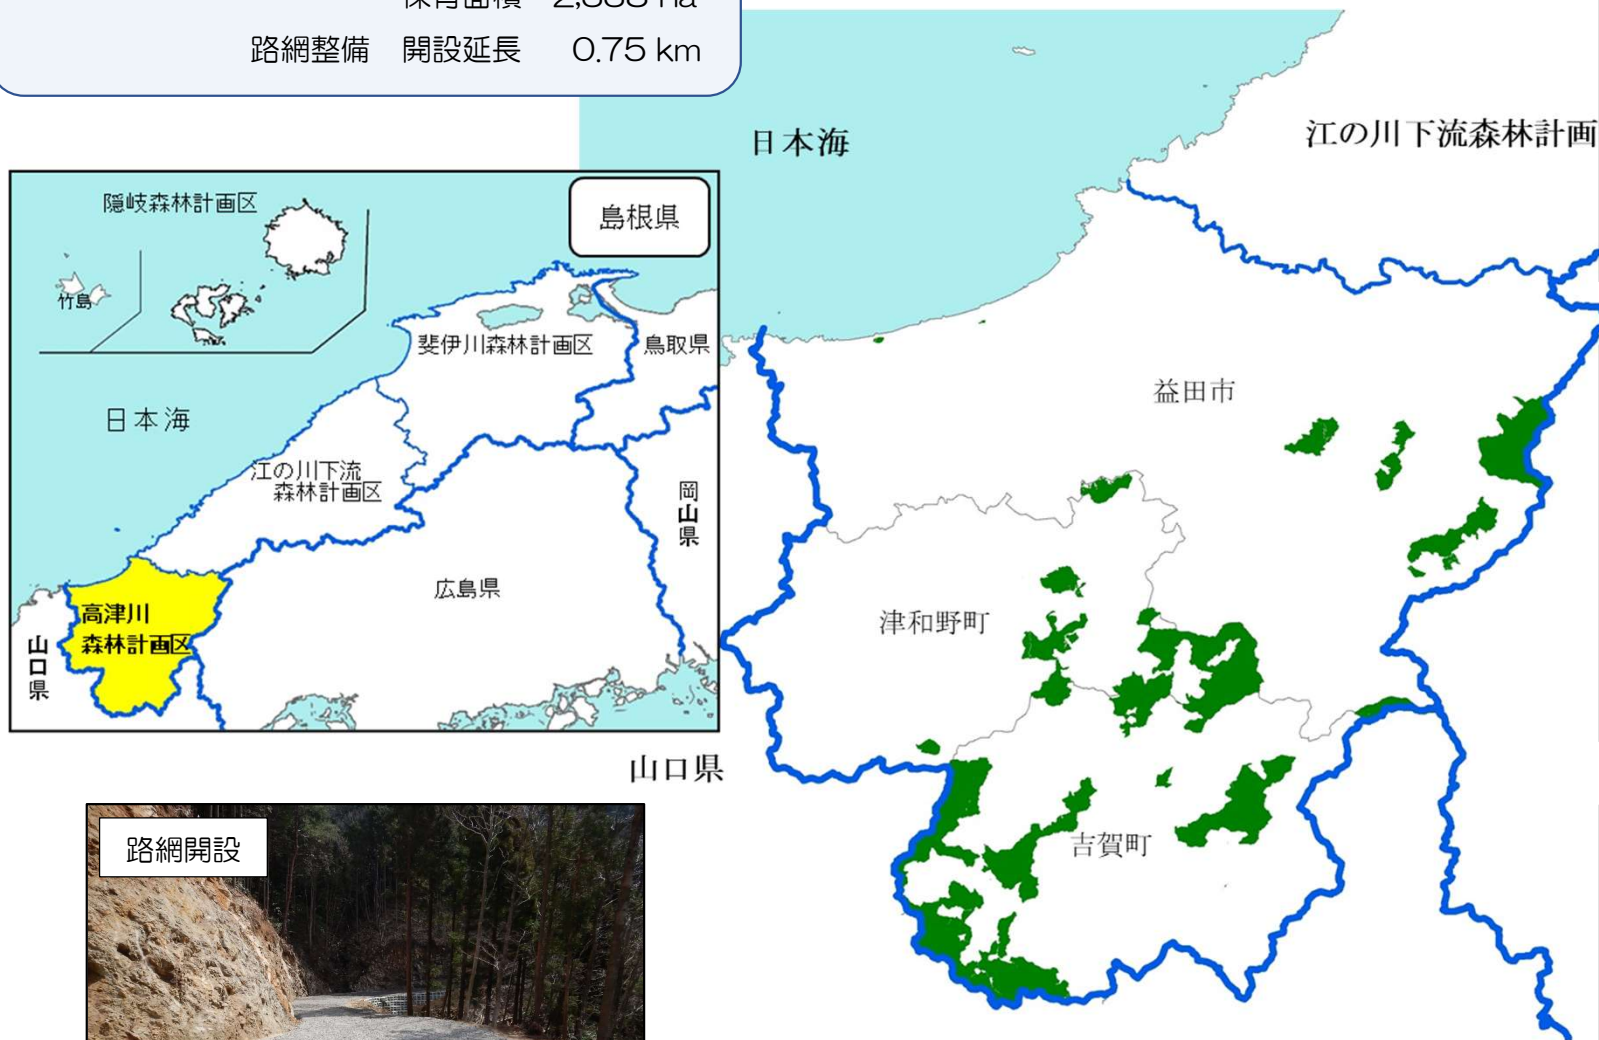 路網整備 開設延長 0.75 km
日本海
江の川下流森林計画
島根県
隠岐森林計画区
竹島
斐伊川森林計画区
鳥取県
日本海
江の川下流
森林計画区
岡山県
広島県
高津川
森林計画区
山口県
益田市
津和野町
吉賀町
山口県
路網開設